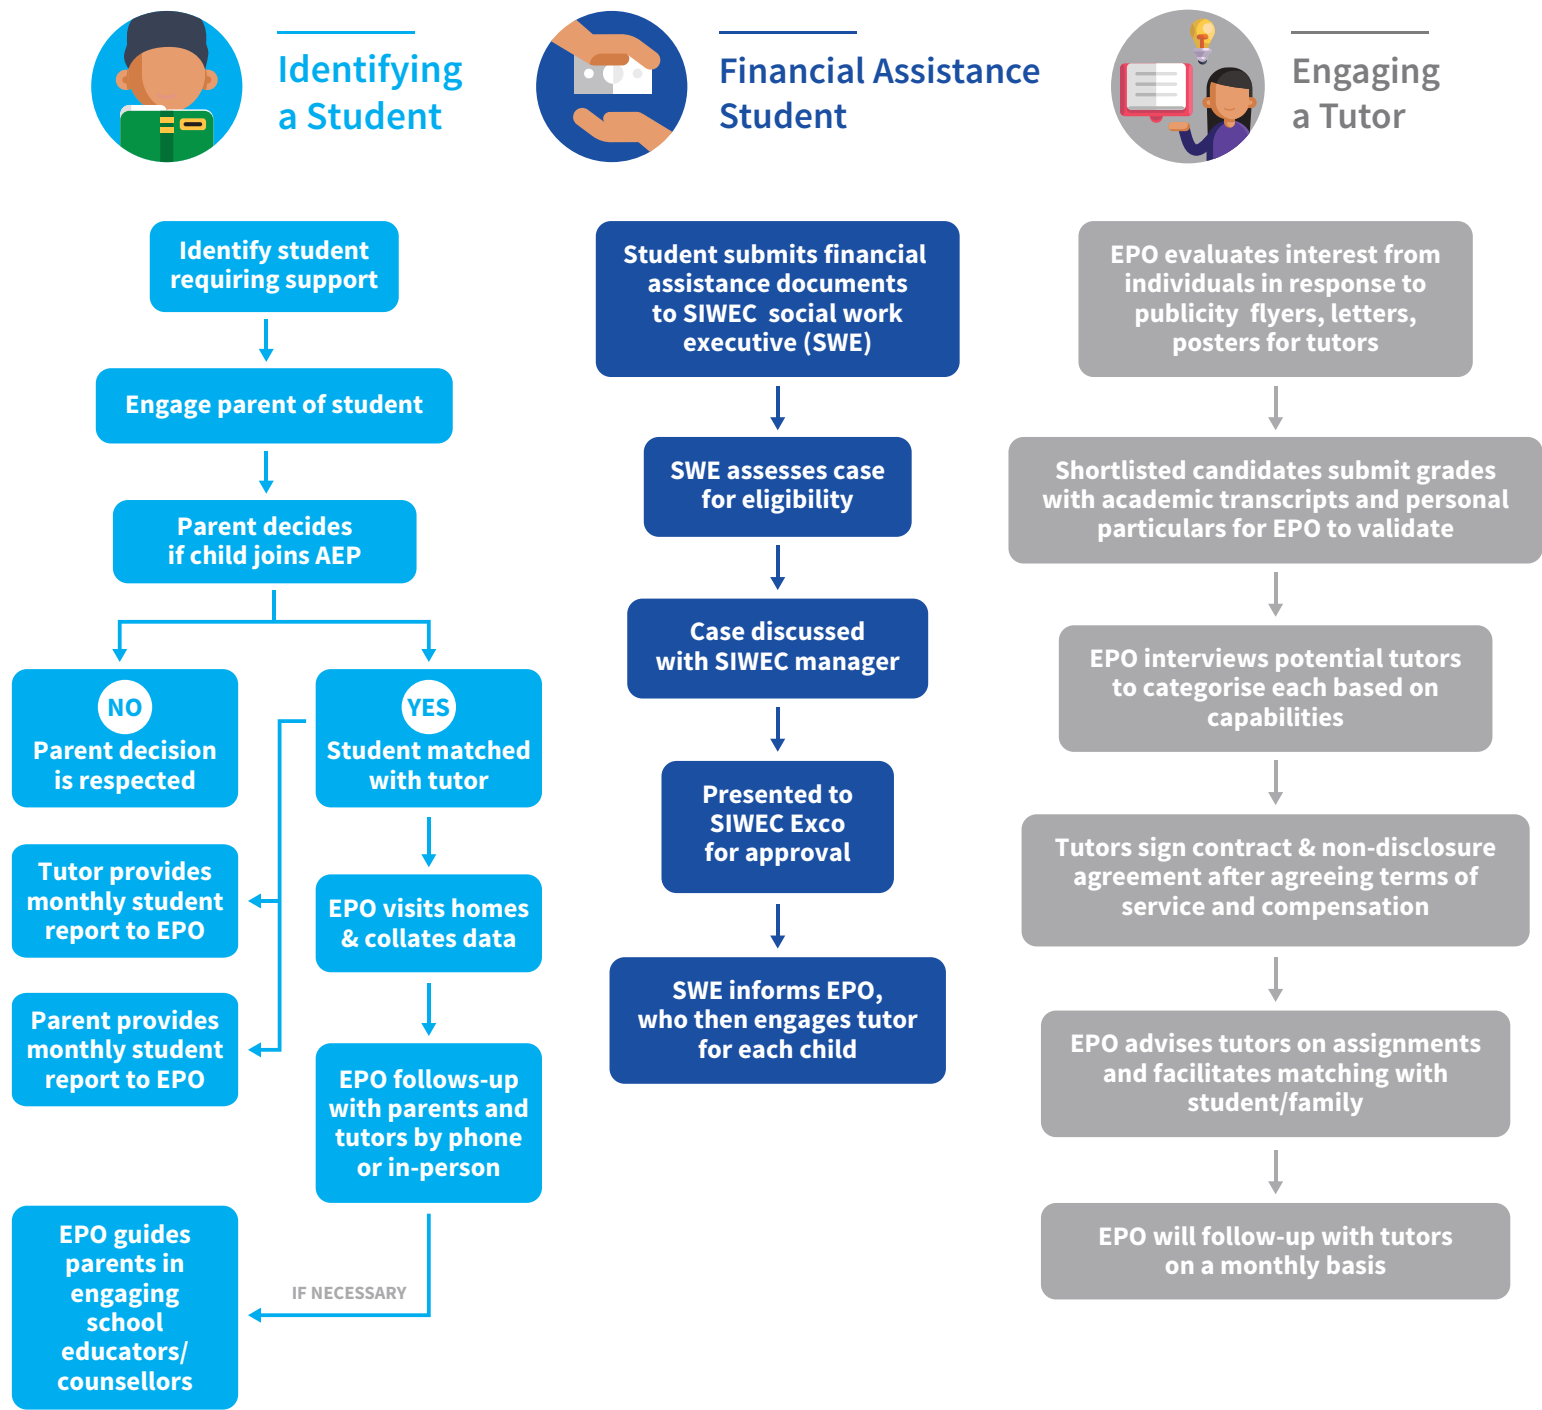 Identifying
a Student
Identify student
requiring support
Engage parent of student
Parent decides
if child joins AEP
NO
Parent decision
is respected
YES
Student matched
with tutor
Tutor provides
monthly student
report to EPO
Parent provides
monthly student
report to EPO
EPO visits homes
& collates data
EPO follows-up
with parents and
tutors by phone
or in-person
IF NECESSARY
EPO guides
parents in
engaging
school
educators/
counsellors
Financial Assistance
Student
Student submits financial
assistance documents
to SIWEC social work
executive (SWE)
SWE assesses case
for eligibility
Case discussed
with SIWEC manager
Presented to
SIWEC Exco
for approval
SWE informs EPO,
who then engages tutor
for each child
Engaging
a Tutor
EPO evaluates interest from
individuals in response to
publicity flyers, letters,
posters for tutors
Shortlisted candidates submit grades
with academic transcripts and personal
particulars for EPO to validate
EPO interviews potential tutors
to categorise each based on
capabilities
Tutors sign contract & non-disclosure
agreement after agreeing terms of
service and compensation
EPO advises tutors on assignments
and facilitates matching with
student/family
EPO will follow-up with tutors
on a monthly basis